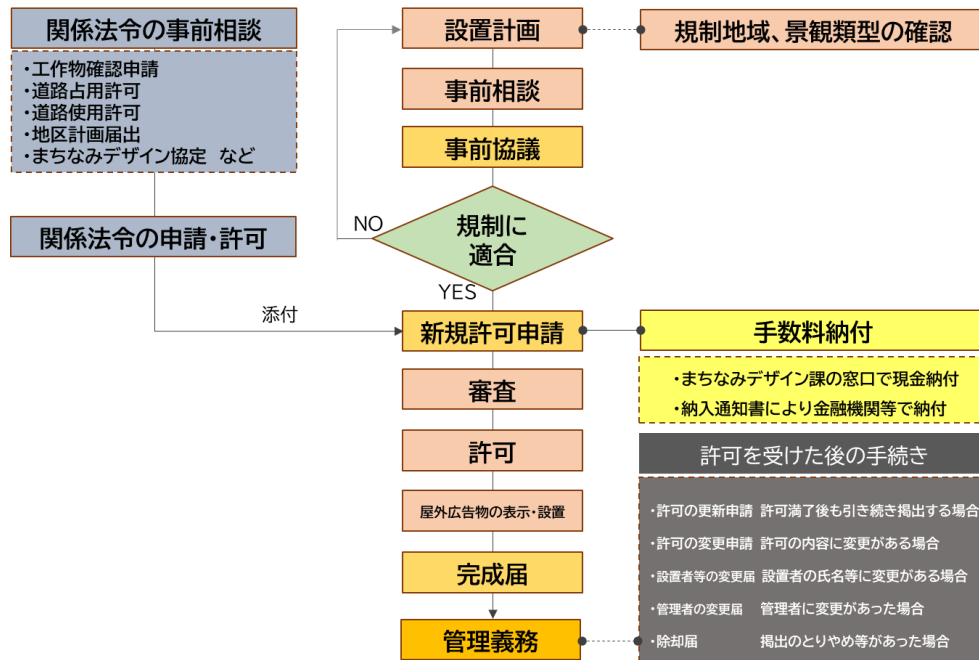 関係法令の事前相談
・工作物確認申請
・道路占用許可
・道路使用許可
・地区計画届出
・まちなみデザイン協定 など
関係法令の申請・許可
添付
設置計画
規制地域、景観類型の確認
事前相談
事前協議
規制に
適合
NO
YES
新規許可申請
手数料納付
・まちなみデザイン課の窓口で現金納付
・納入通知書により金融機関等で納付
審査
許可
屋外広告物の表示・設置
完成届
管理義務
許可を受けた後の手続き
・許可の更新申請 許可満了後も引き続き掲出する場合
・許可の変更申請 許可の内容に変更がある場合
・設置者等の変更届 設置者の氏名等に変更がある場合
・管理者の変更届 管理者に変更があった場合
・除却届 掲出のとりやめ等があった場合